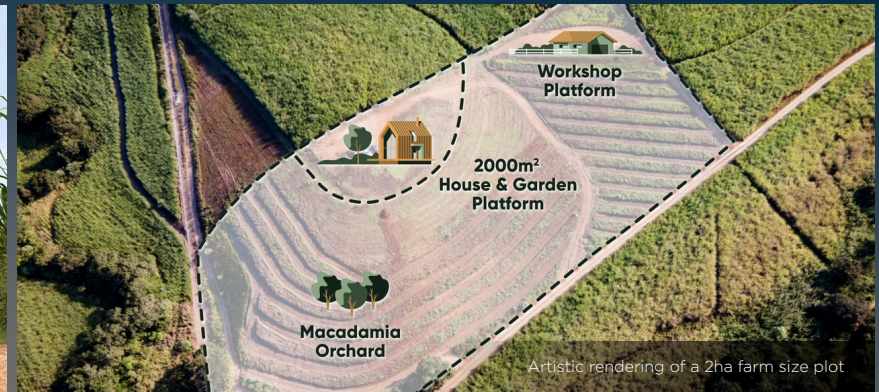 Workshop
Platform
2000m²
House & Garden
Platform
Macadamia
Orchard
Artistic rendering of a 2ha farm size plot